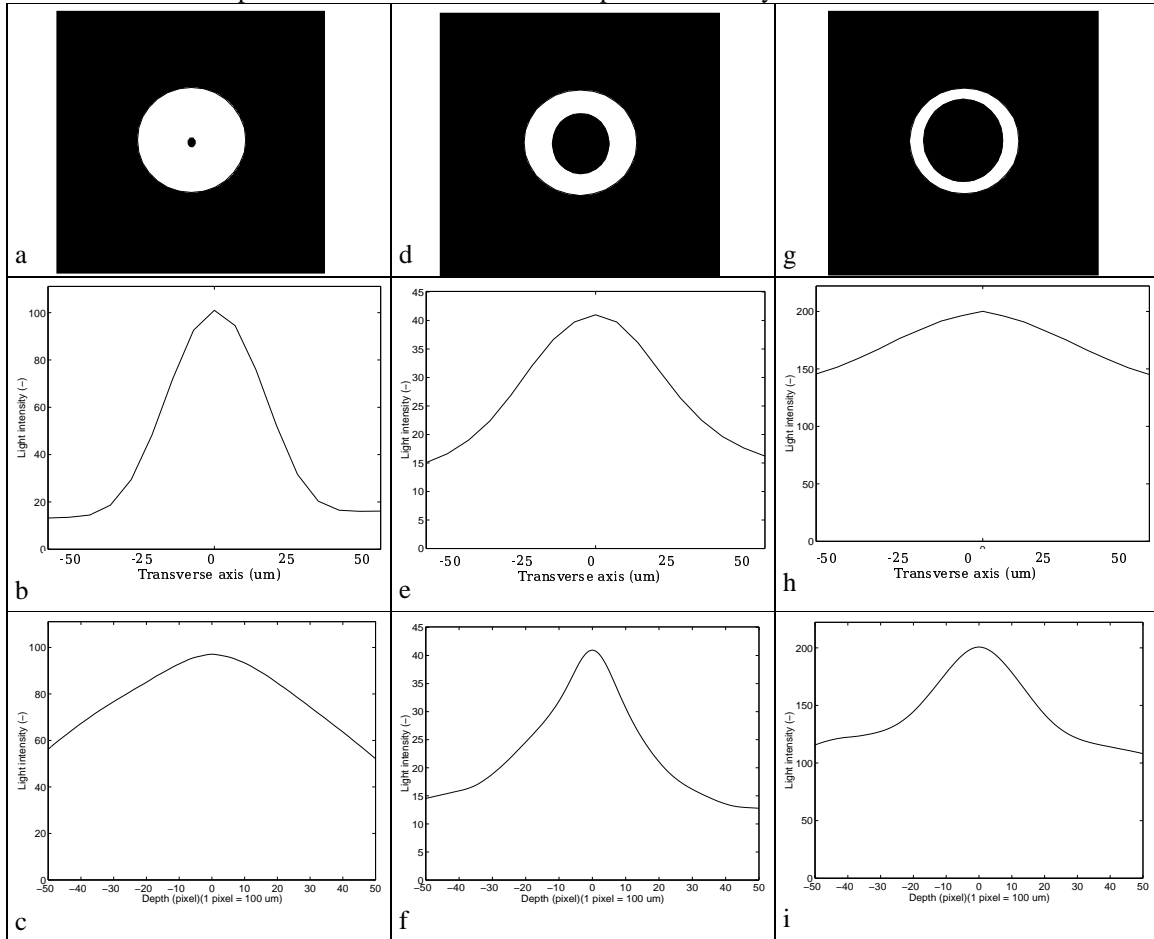 a
d
g
100
80
60
40
20
0
Light intensity (−)
-50 -25 0 25 50
Transverse axis (um)
b
45
40
35
30
25
20
15
10
5
0
Light intensity (−)
-50 -25 0 25 50
Transverse axis (um)
e
200
150
100
50
0
Light intensity (−)
-50 -25 0 25 50
Transverse axis (um)
h
100
80
60
40
20
0
Light intensity (−)
−50 −40 −30 −20 −10 0 10 20 30 40 50
Depth (pixel)(1 pixel = 100 um)
c
45
40
35
30
25
20
15
10
5
0
Light intensity (−)
−50 −40 −30 −20 −10 0 10 20 30 40 50
Depth (pixel)(1 pixel = 100 um)
f
200
150
100
50
0
Light intensity (−)
−50 −40 −30 −20 −10 0 10 20 30 40 50
Depth (pixel)(1 pixel = 100 um)
i